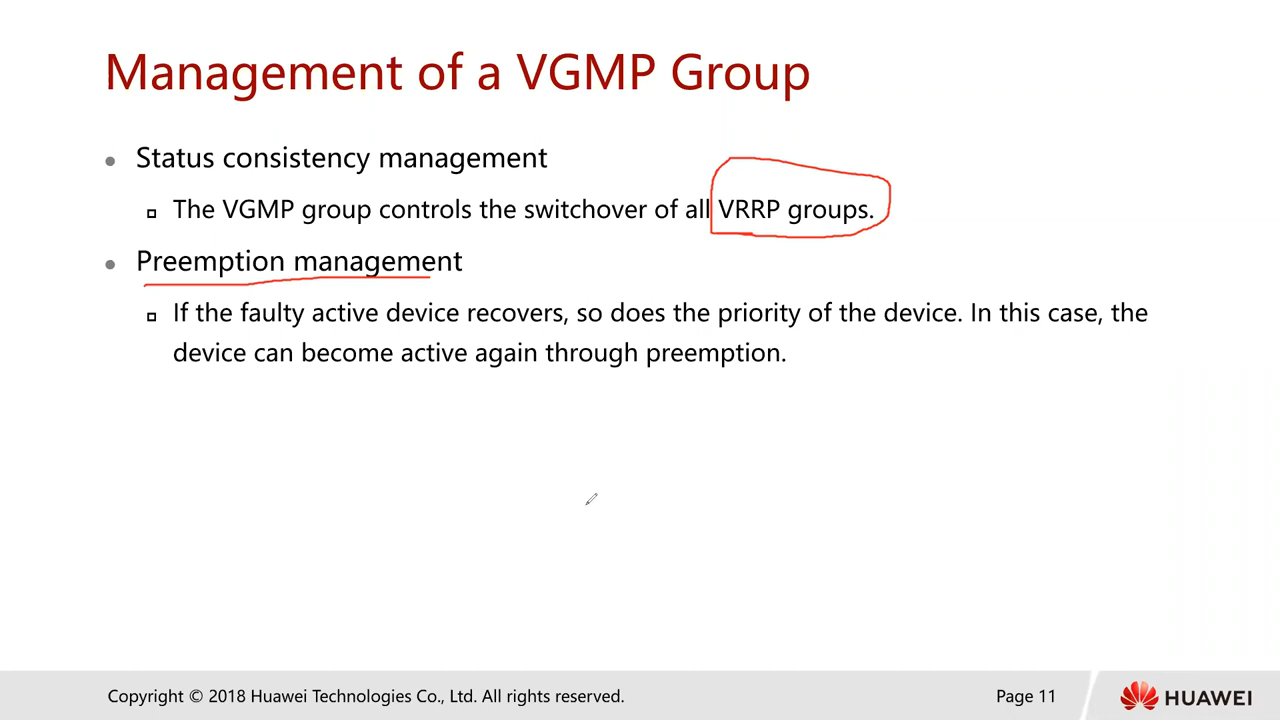 Management of a VGMP Group
Status consistency management
The VGMP group controls the switchover of all VRRP groups.
Preemption management
If the faulty active device recovers, so does the priority of the device. In this case, the
device can become active again through preemption.
Copyright © 2018 Huawei Technologies Co., Ltd. All rights reserved.
Page 11
HUAWEI